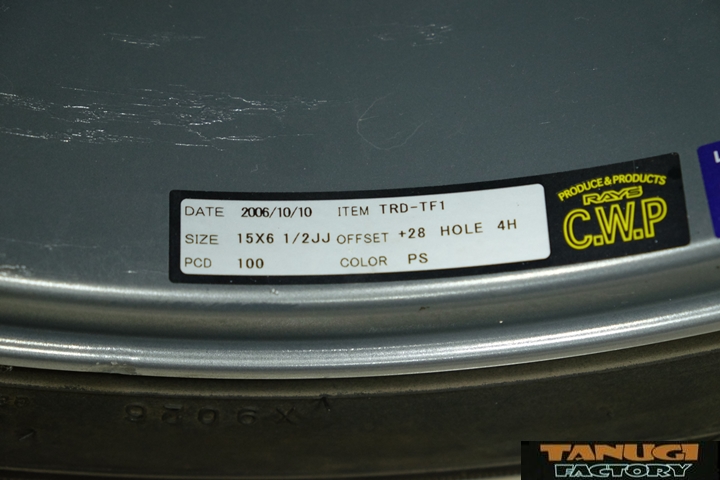 DATE 2006/10/10 ITEM TRD-TF1
SIZE 15X6 1/2JJ OFFSET +28 HOLE 4H
PCD 100 COLOR PS
PRODUCE & PRODUCTS
RAYS
C.W.P
X9026
TANUGI
FACTORY